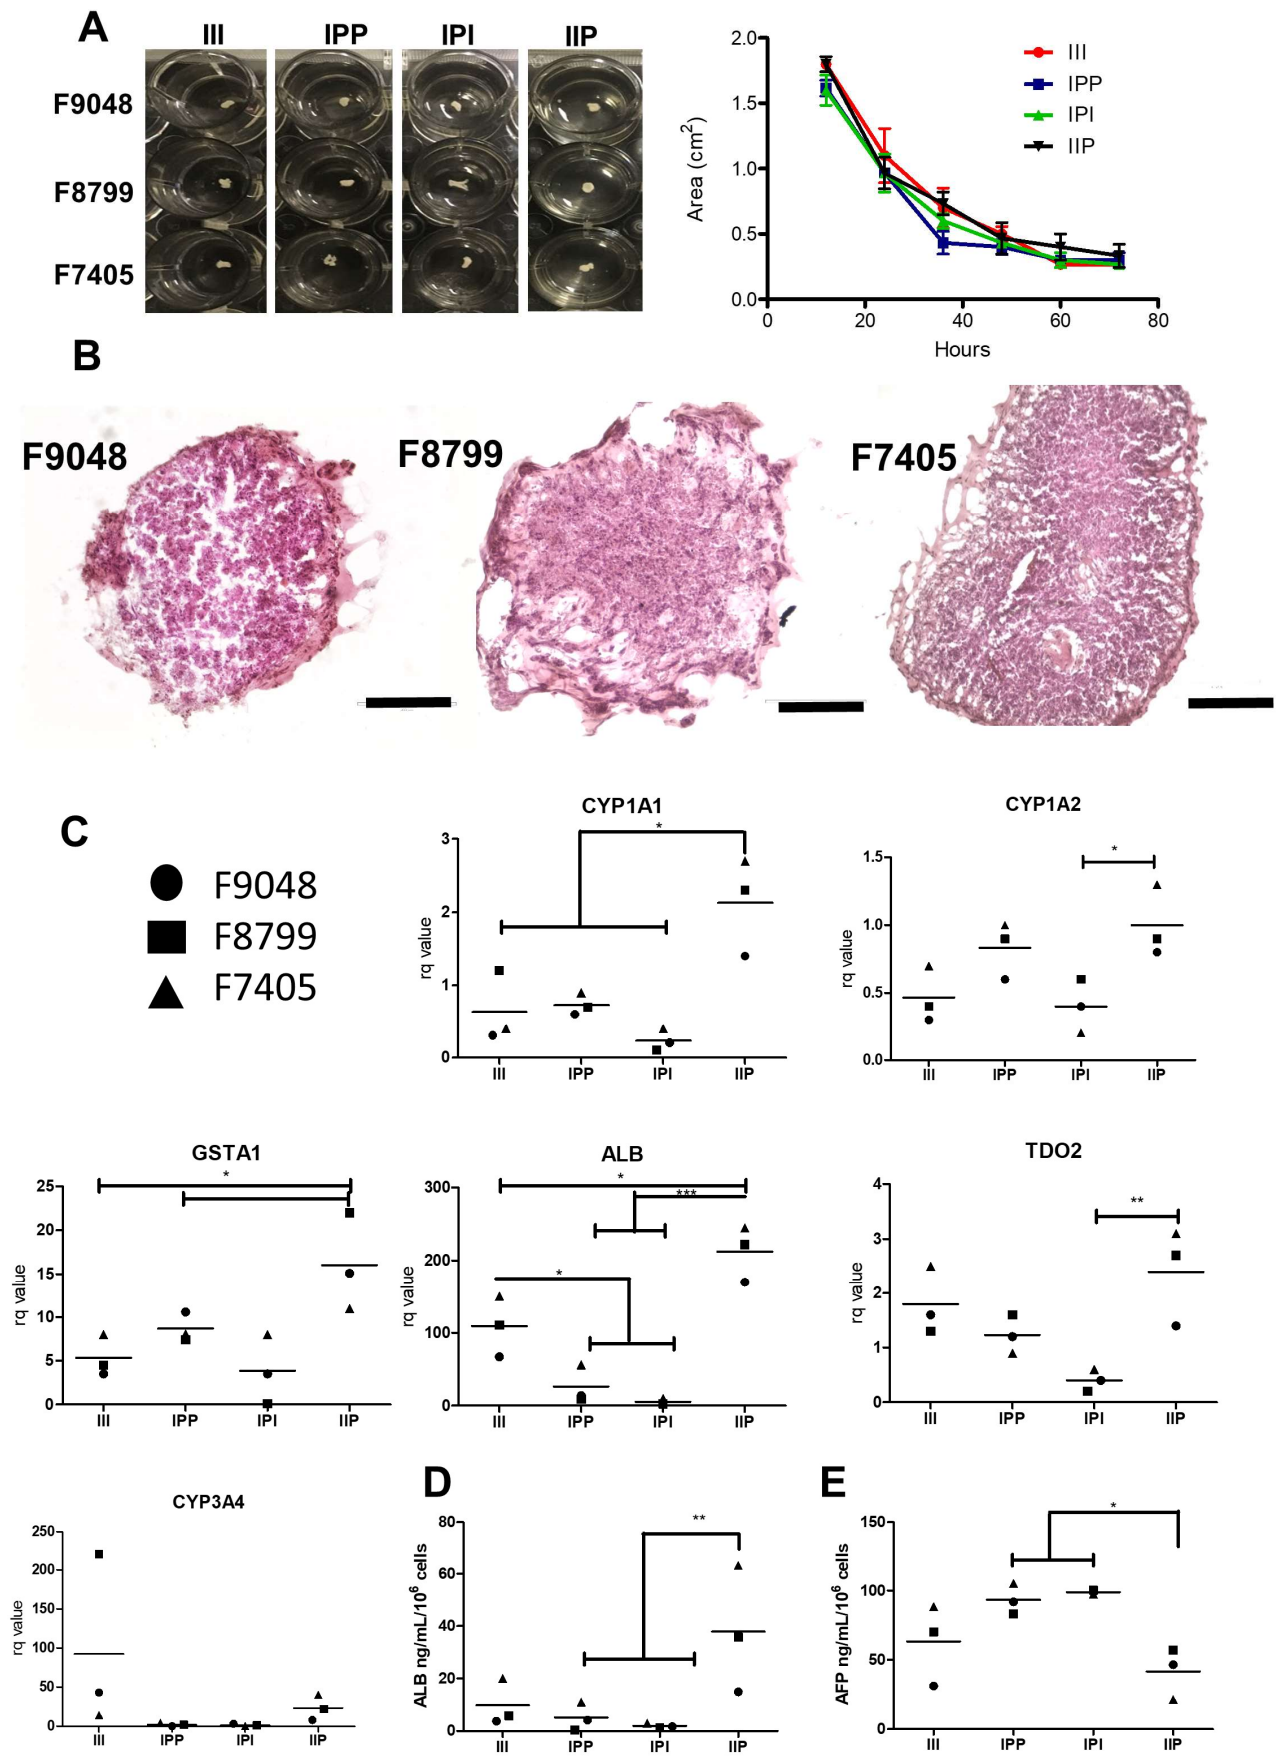 A
III IPP IPI IIP
F9048
F8799
F7405
2.0
1.5
1.0
0.5
0.0
Area (cm²)
0 20 40 60 80
Hours
III
IPP
IPI
IIP
B
F9048 F8799 F7405
C
F9048
F8799
F7405
CYP1A1
*
3
2
1
0
rq value
III IPP IPI IIP
CYP1A2
*
1.5
1.0
0.5
0.0
rq value
III IPP IPI IIP
GSTA1
*
25
20
15
10
5
0
rq value
III IPP IPI IIP
ALB
*
***
*
300
200
100
0
rq value
III IPP IPI IIP
TDO2
**
4
3
2
1
0
rq value
III IPP IPI IIP
CYP3A4
250
200
150
100
50
0
rq value
III IPP IPI IIP
D
**
80
60
40
20
0
ALB ng/mL/10⁶ cells
III IPP IPI IIP
E
*
150
100
50
0
AFP ng/mL/10⁶ cells
III IPP IPI IIP